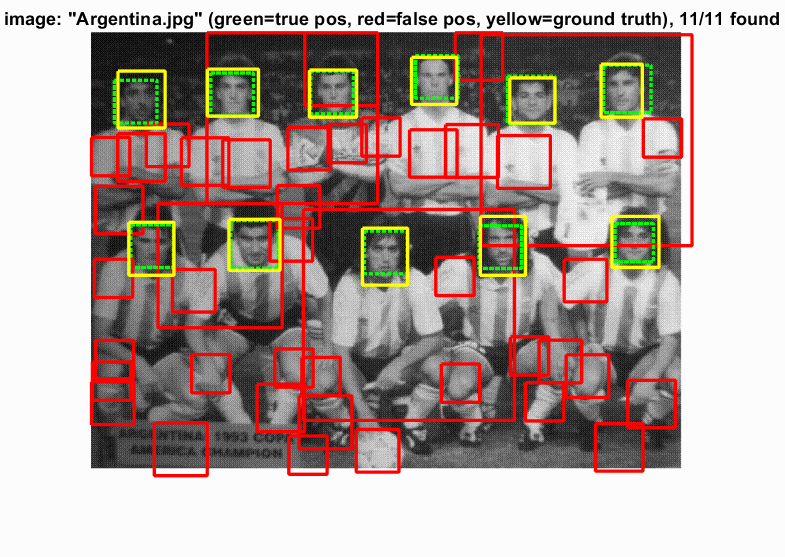 image: "Argentina.jpg" (green=true pos, red=false pos, yellow=ground truth), 11/11 found
ARGENTINA 1993 COPA
AMERICA CHAMPION